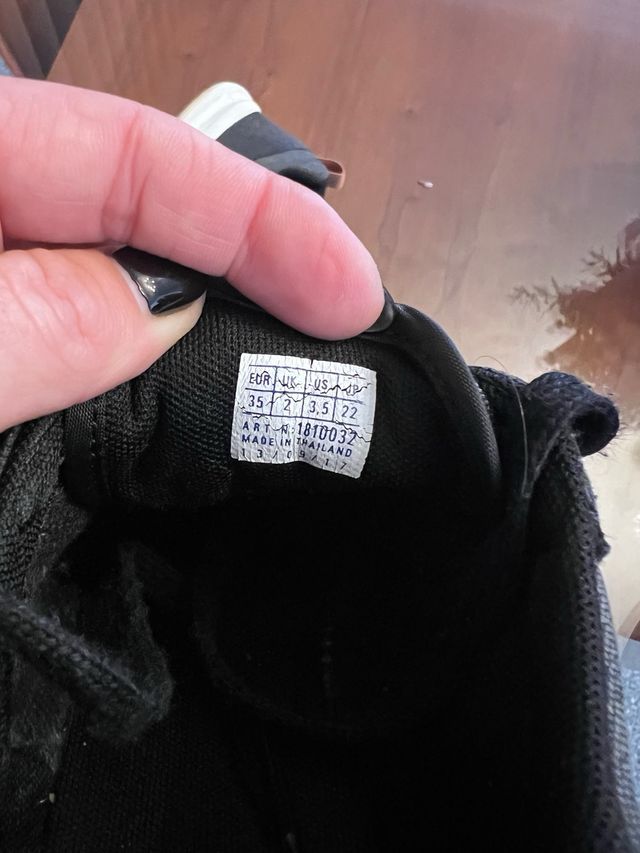 EUR UK US JP
35 2 3,5 22
ART N: 1810032
MADE IN THAILAND
13/09/17